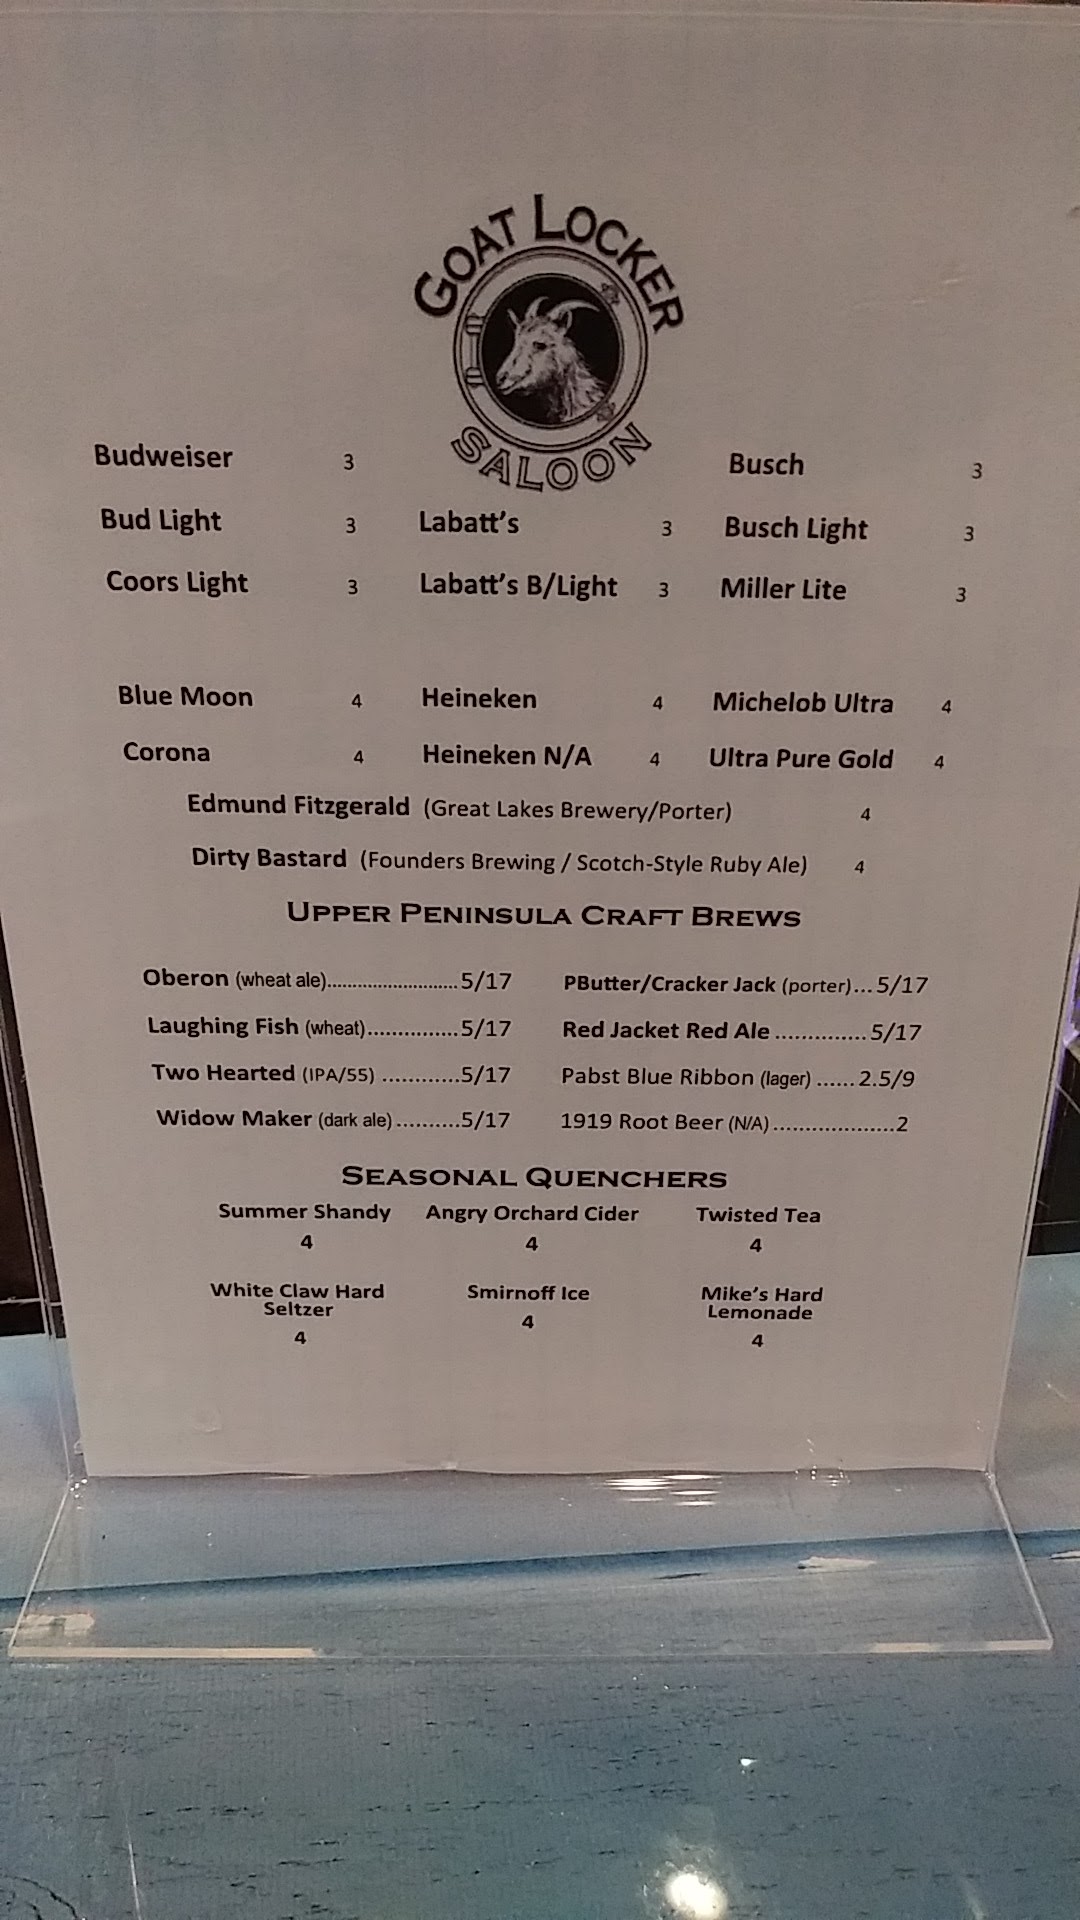 GOAT LOCKER
SALOON
Budweiser 3 Busch 3
Bud Light 3 Labatt's 3 Busch Light 3
Coors Light 3 Labatt's B/Light 3 Miller Lite 3
Blue Moon 4 Heineken 4 Michelob Ultra 4
Corona 4 Heineken N/A 4 Ultra Pure Gold 4
Edmund Fitzgerald (Great Lakes Brewery/Porter) 4
Dirty Bastard (Founders Brewing / Scotch-Style Ruby Ale) 4
UPPER PENINSULA CRAFT BREWS
Oberon (wheat ale)..........................5/17 PButter/Cracker Jack (porter)...5/17
Laughing Fish (wheat)................5/17 Red Jacket Red Ale ..............5/17
Two Hearted (IPA/55) ............5/17 Pabst Blue Ribbon (lager) ...... 2.5/9
Widow Maker (dark ale) ..........5/17 1919 Root Beer (N/A) ....................2
SEASONAL QUENCHERS
Summer Shandy Angry Orchard Cider Twisted Tea
4 4 4
White Claw Hard Smirnoff Ice Mike's Hard
Seltzer Lemonade
4 4 4